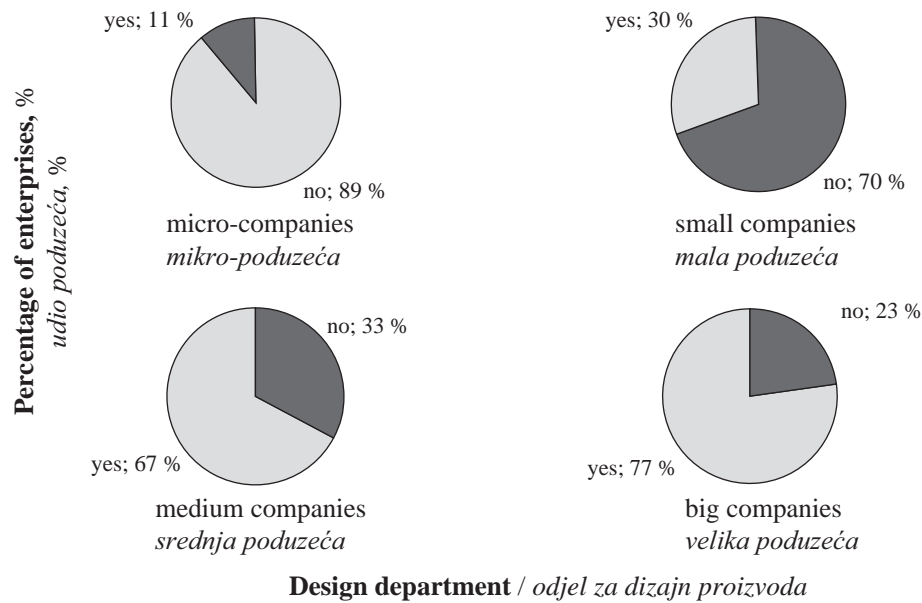 yes; 11 %
no; 89 %
micro-companies
mikro-poduzeća
yes; 30 %
no; 70 %
small companies
mala poduzeća
Percentage of enterprises, %
udio poduzeća, %
no; 33 %
yes; 67 %
medium companies
srednja poduzeća
no; 23 %
yes; 77 %
big companies
velika poduzeća
Design department / odjel za dizajn proizvoda